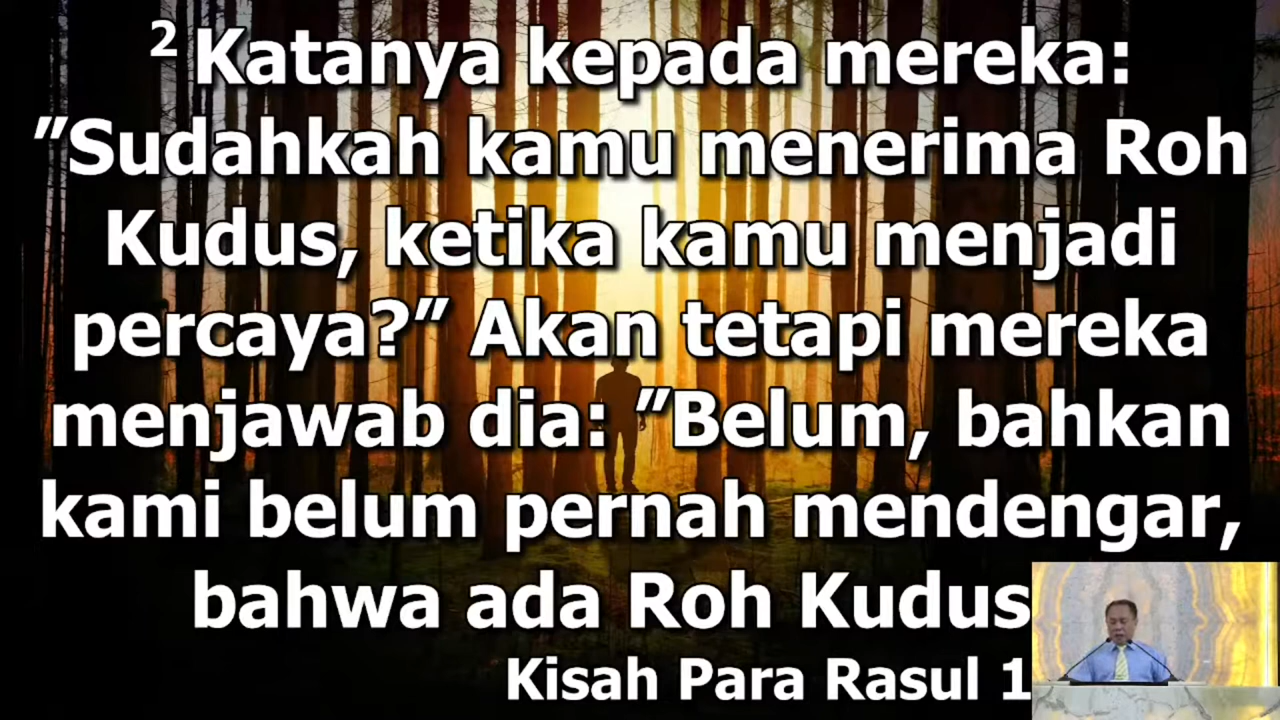 2 Katanya kepada mereka:
"Sudahkah kamu menerima Roh
Kudus, ketika kamu menjadi
percaya?" Akan tetapi mereka
menjawab dia: "Belum, bahkan
kami belum pernah mendengar,
bahwa ada Roh Kudus
Kisah Para Rasul 1